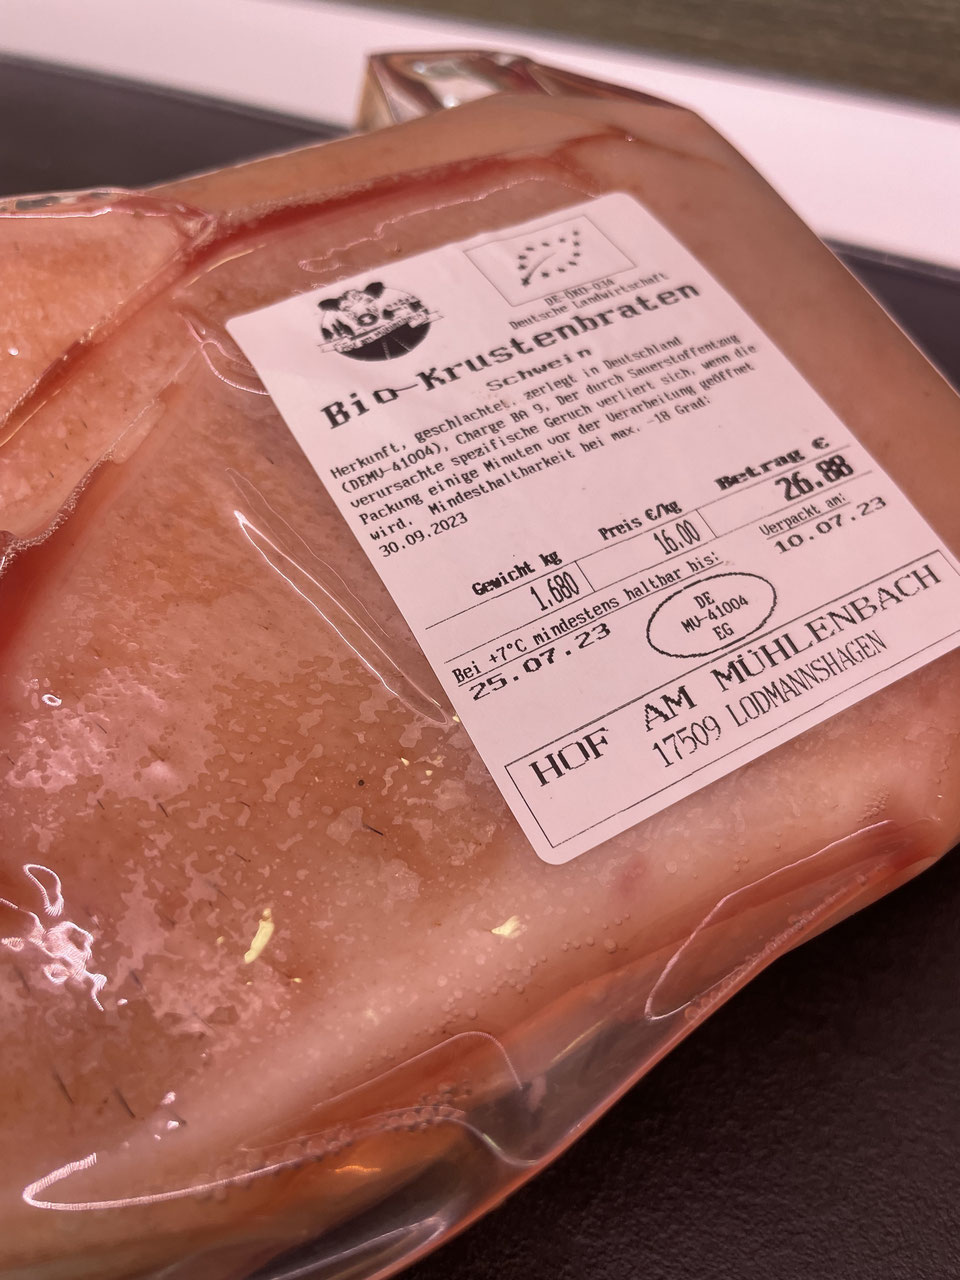 DE-ÖKO-034
Deutsche Landwirtschaft
Bio-Krustenbraten
Schwein
Herkunft, geschlachtet, zerlegt in Deutschland
(DEMV-41004), Charge BA 9, Der durch Sauerstoffentzug
verursachte spezifische Geruch verliert sich, wenn die
Packung einige Minuten vor der Verarbeitung geöffnet
wird. Mindesthaltbarkeit bei max. -18 Grad:
30.09.2023
Gewicht kg Preis €/kg Betrag €
1,680 16,00 26,88
Bei +7°C mindestens haltbar bis: Verpackt am:
25.07.23 10.07.23
DE
MV-41004
EG
HOF AM MÜHLENBACH
17509 LODMANNSHAGEN